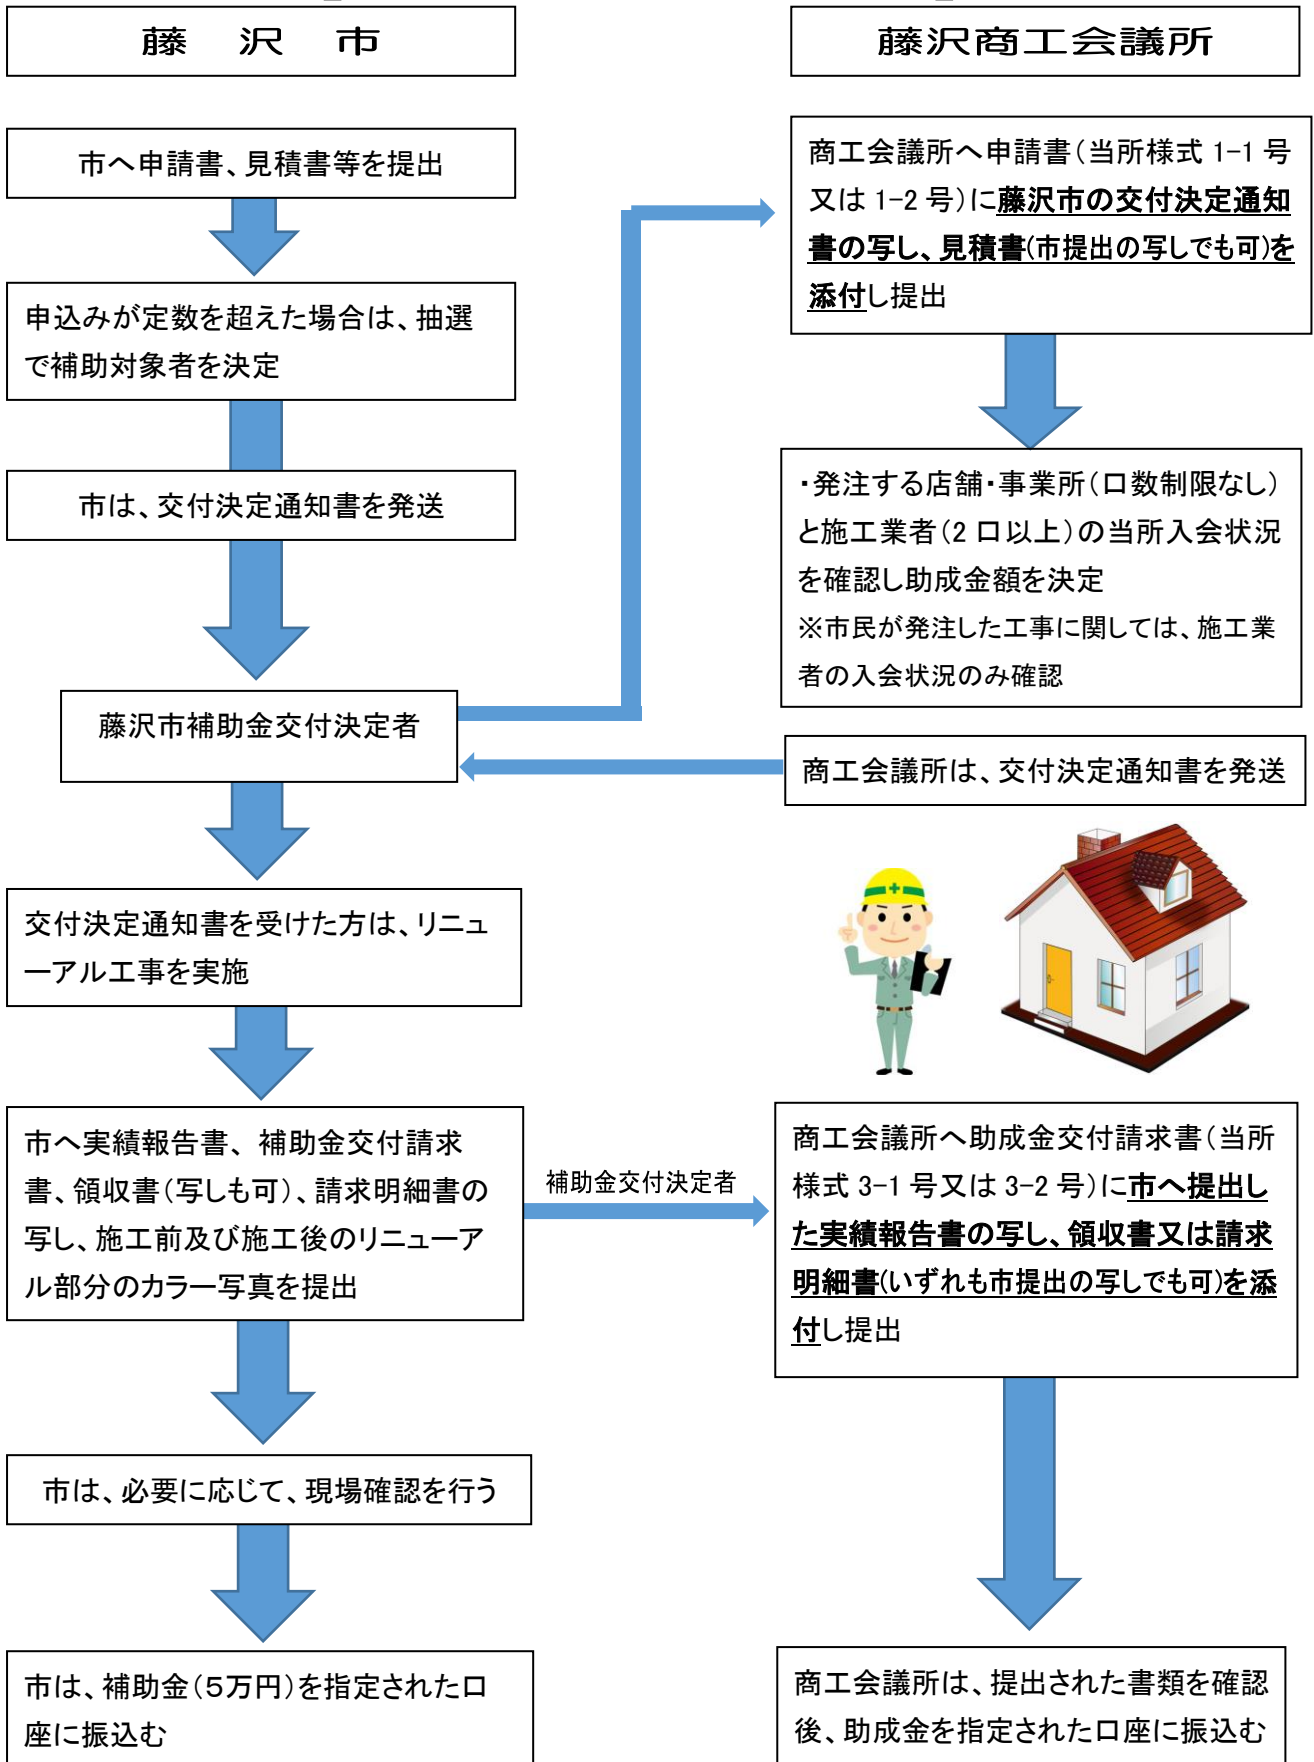 藤　沢　市
市へ申請書、見積書等を提出
申込みが定数を超えた場合は、抽選
で補助対象者を決定
市は、交付決定通知書を発送
藤沢市補助金交付決定者
交付決定通知書を受けた方は、リニュ
ーアル工事を実施
市へ実績報告書、補助金交付請求
書、領収書(写しも可)、請求明細書の
写し、施工前及び施工後のリニューア
ル部分のカラー写真を提出
市は、必要に応じて、現場確認を行う
市は、補助金(5万円)を指定された口
座に振込む
補助金交付決定者
藤沢商工会議所
商工会議所へ申請書(当所様式 1-1 号
又は 1-2 号)に藤沢市の交付決定通知
書の写し、見積書(市提出の写しでも可)を
添付し提出
・発注する店舗・事業所(口数制限なし)
と施工業者(2 口以上)の当所入会状況
を確認し助成金額を決定
※市民が発注した工事に関しては、施工業
者の入会状況のみ確認
商工会議所は、交付決定通知書を発送
商工会議所へ助成金交付請求書(当所
様式 3-1 号又は 3-2 号)に市へ提出し
た実績報告書の写し、領収書又は請求
明細書(いずれも市提出の写しでも可)を添
付し提出
商工会議所は、提出された書類を確認
後、助成金を指定された口座に振込む